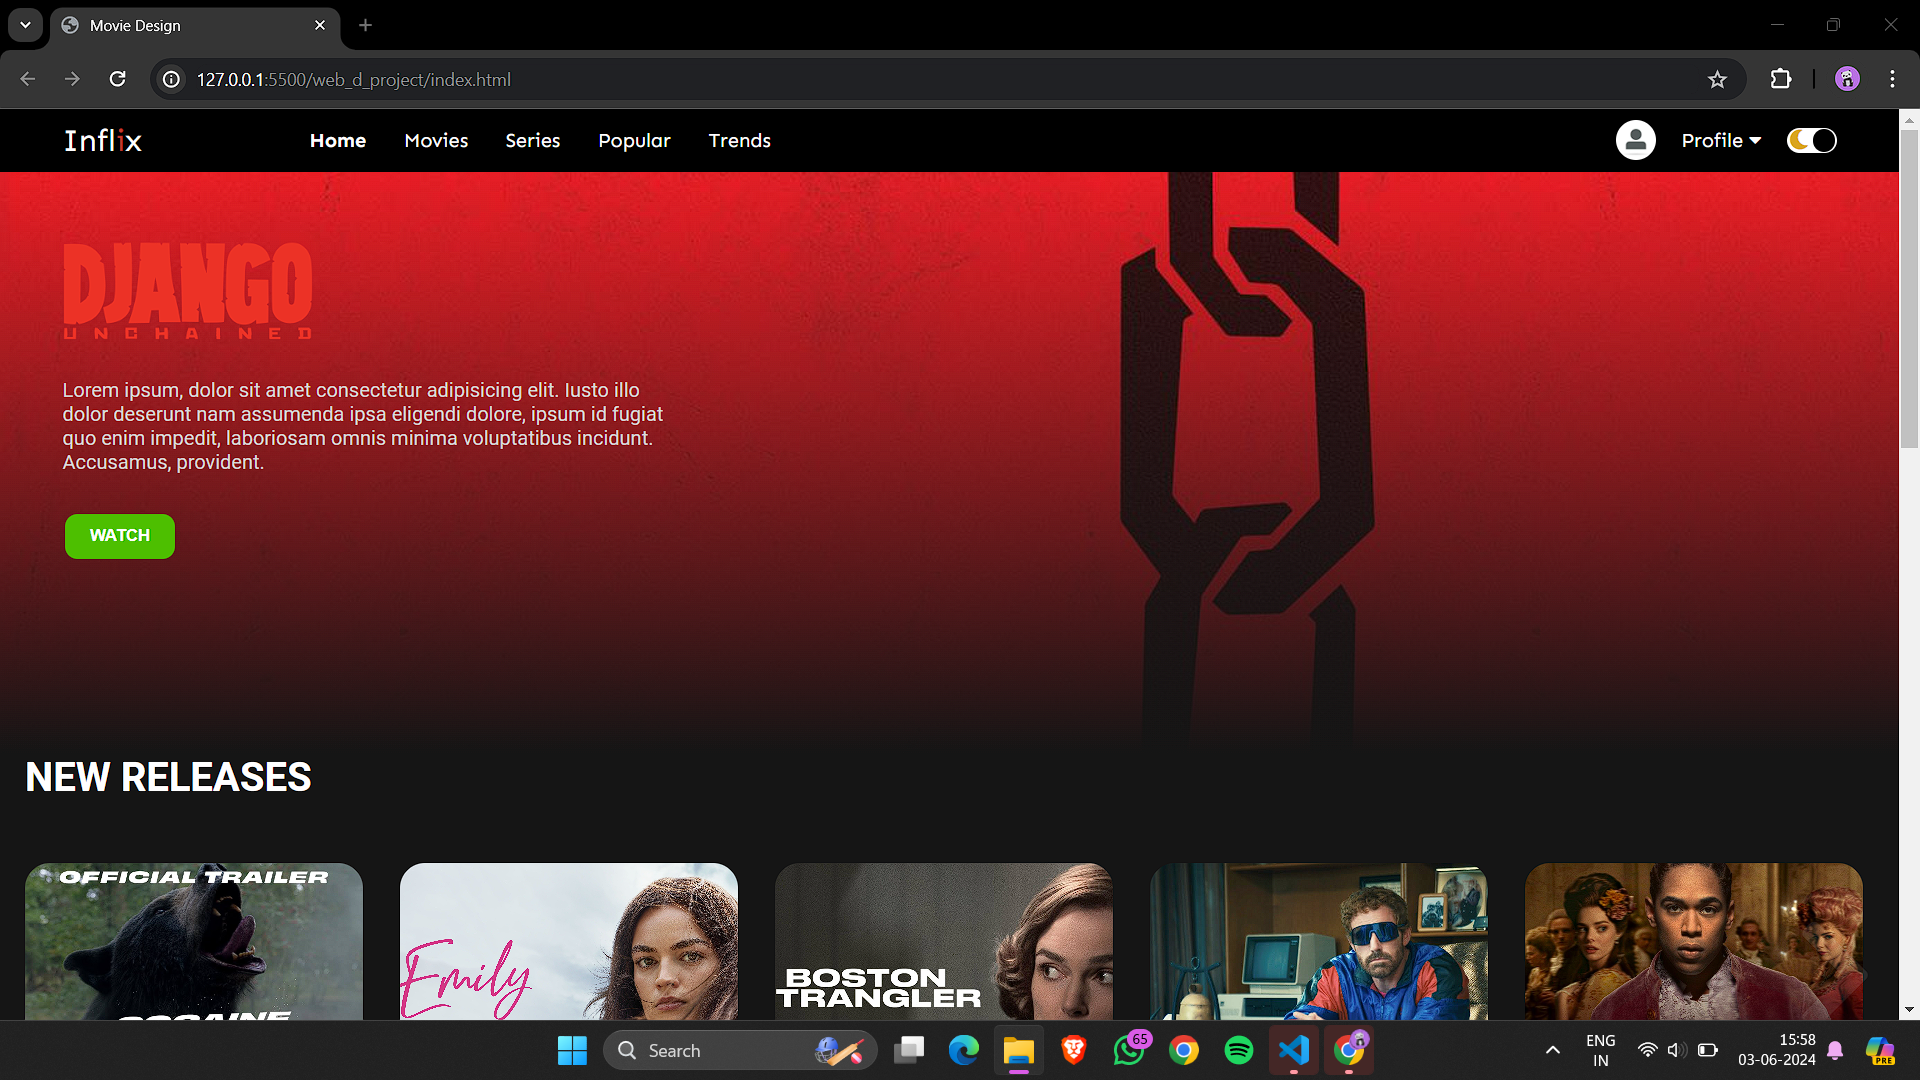 Movie Design
127.0.0.1:5500/web_d_project/index.html
Inflix
Home Movies Series Popular Trends
Profile
DJANGO
UNCHAINED
Lorem ipsum, dolor sit amet consectetur adipisicing elit. Iusto illo
dolor deserunt nam assumenda ipsa eligendi dolore, ipsum id fugiat
quo enim impedit, laboriosam omnis minima voluptatibus incidunt.
Accusamus, provident.
WATCH
NEW RELEASES
OFFICIAL TRAILER
COCAINE
Emily
BOSTON
TRANGLER
Search
65
ENG
IN
15:58
03-06-2024
PRE